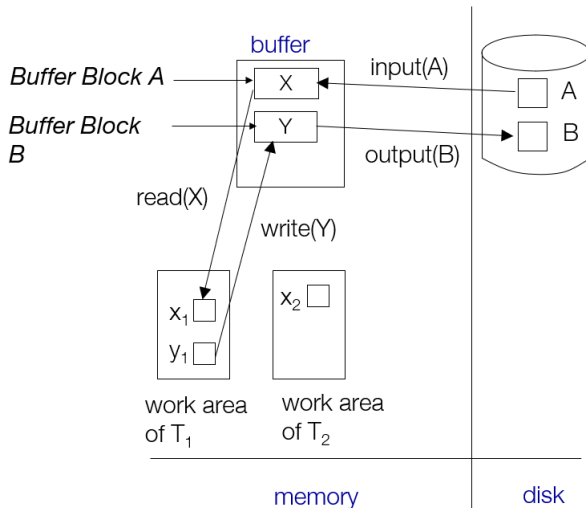 buffer
Buffer Block A
X
input(A)
A
Buffer Block
B
Y
output(B)
B
read(X)
write(Y)
x₁
y₁
x₂
work area
of T₁
work area
of T₂
memory
disk